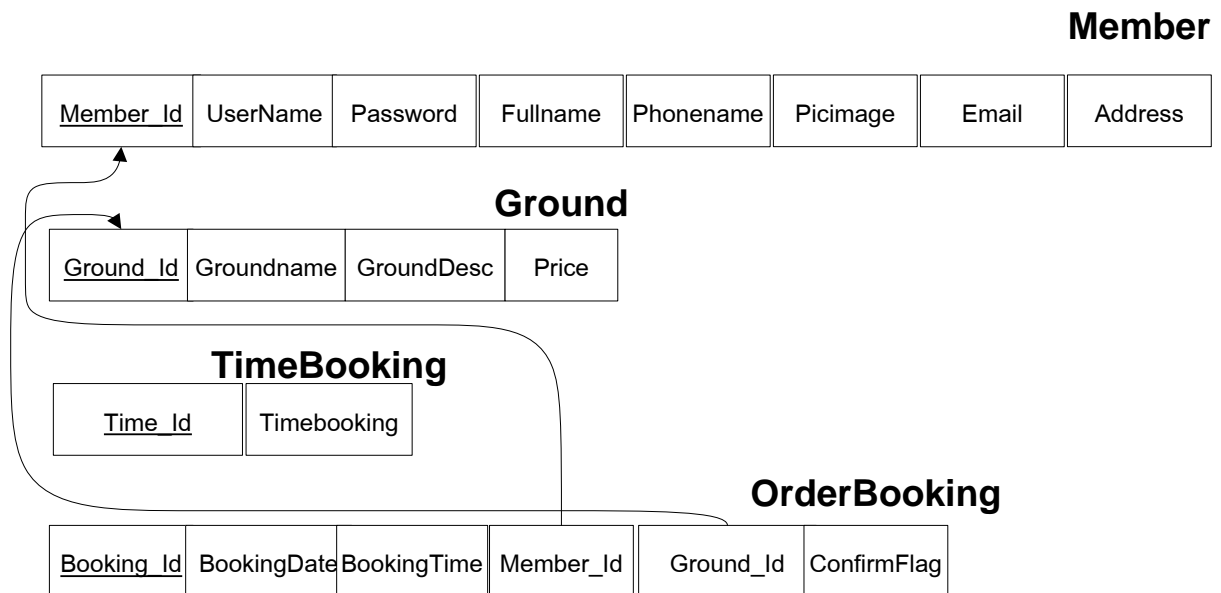 Member
Member_Id UserName Password Fullname Phonename Picimage Email Address
Ground
Ground_Id Groundname GroundDesc Price
TimeBooking
Time_Id Timebooking
OrderBooking
Booking_Id BookingDate BookingTime Member_Id Ground_Id ConfirmFlag